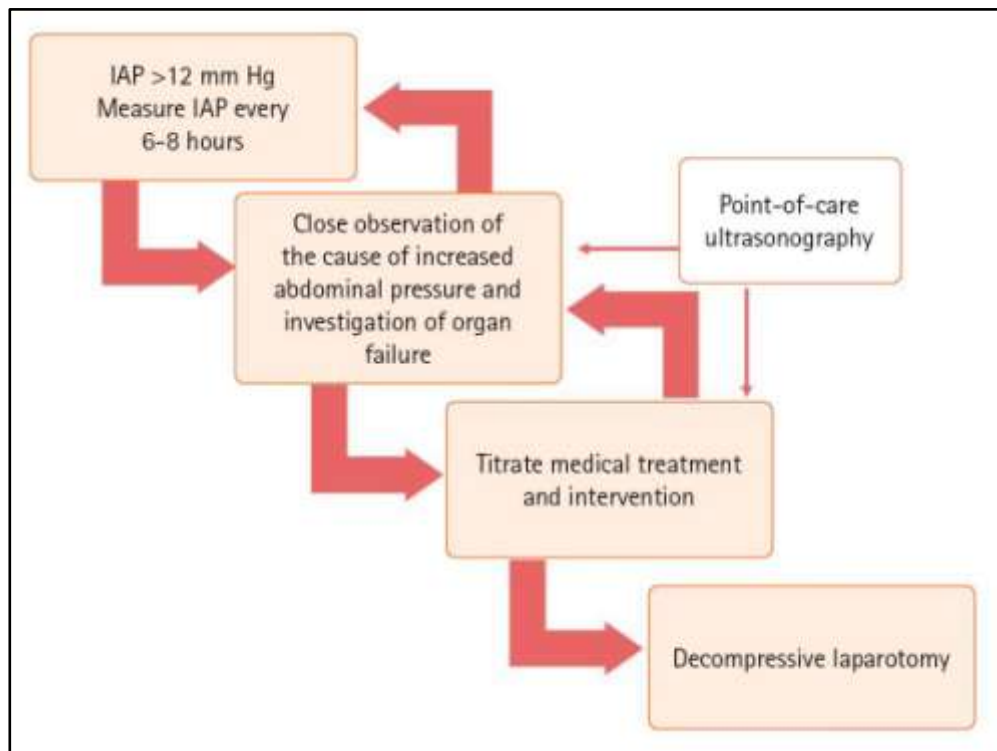 IAP >12 mm Hg
Measure IAP every
6-8 hours
Close observation of
the cause of increased
abdominal pressure and
investigation of organ
failure
Point-of-care
ultrasonography
Titrate medical treatment
and intervention
Decompressive laparotomy